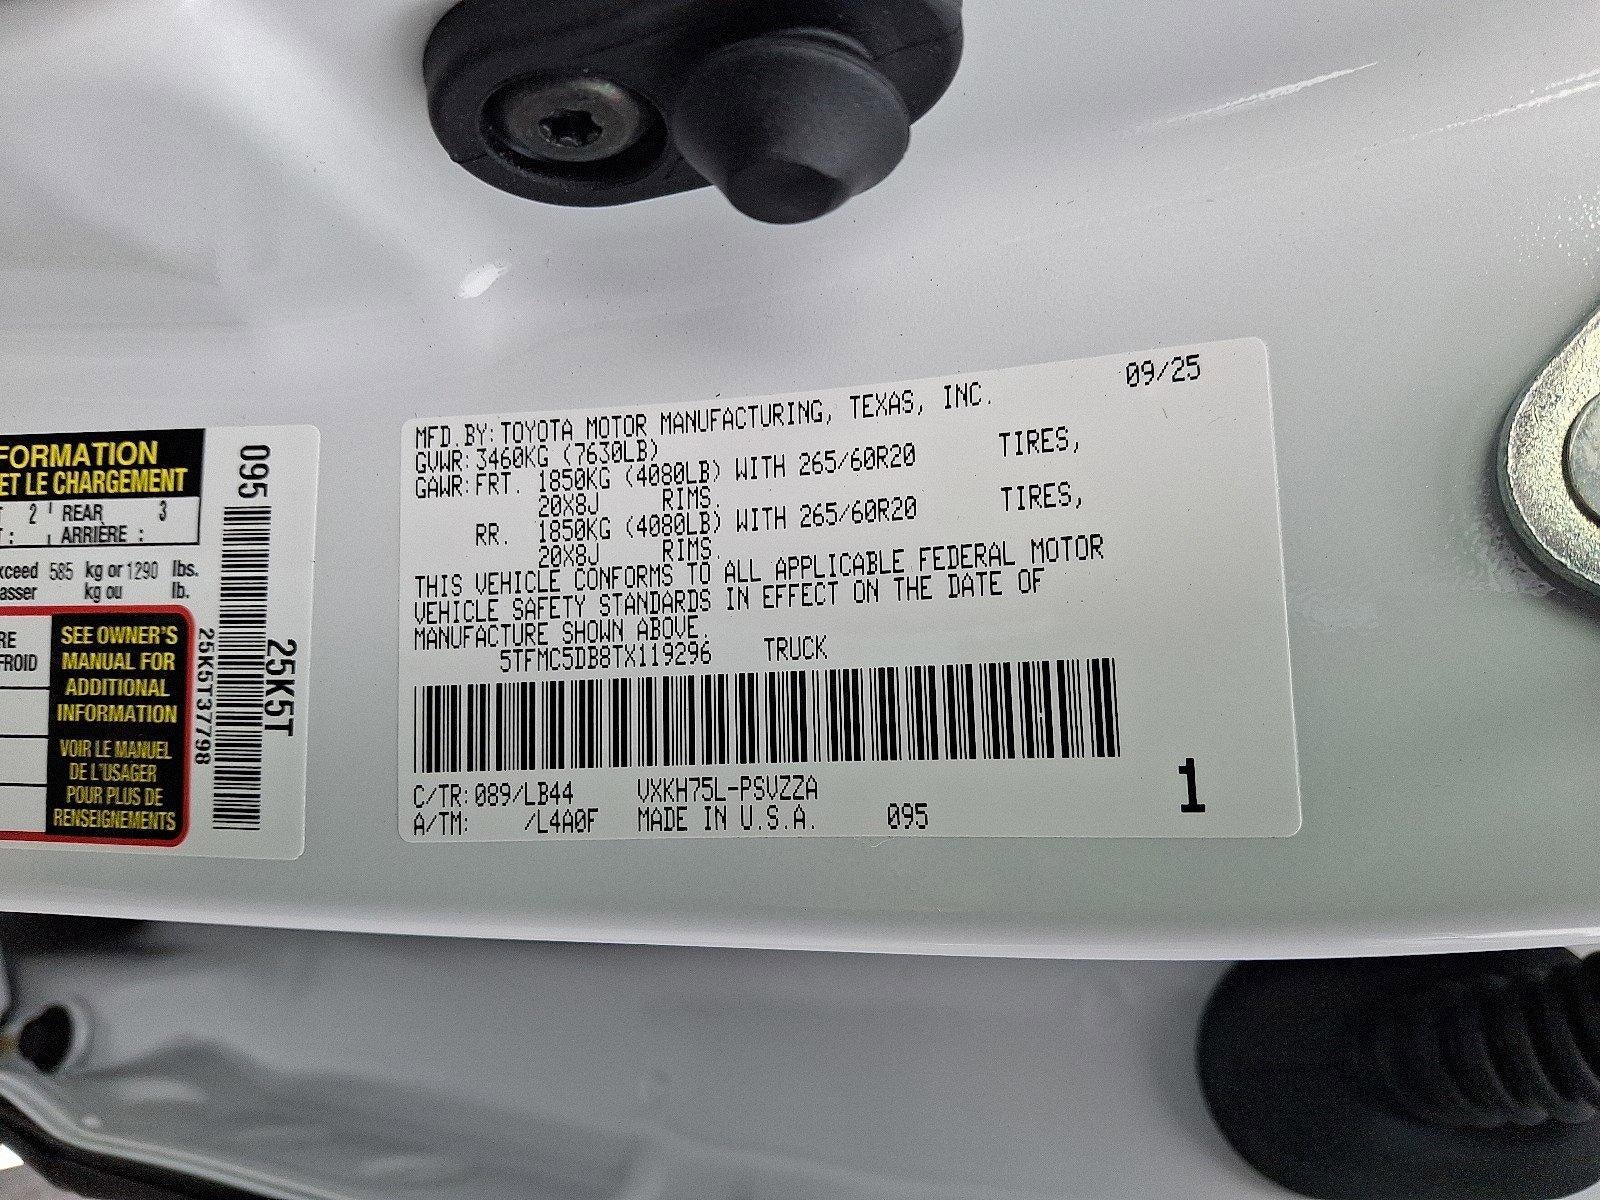 FORMATION
ET LE CHARGEMENT
2 REAR 3
: ARRIÈRE :
xceed 585 kg or 1290 lbs.
asser kg ou lb.
RE
FROID
SEE OWNER'S
MANUAL FOR
ADDITIONAL
INFORMATION
VOIR LE MANUEL
DE L'USAGER
POUR PLUS DE
RENSEIGNEMENTS
095
25K5T37798
25K5T
09/25
MFD.BY:TOYOTA MOTOR MANUFACTURING, TEXAS, INC.
GVWR:3460KG (7630LB)
GAWR:FRT. 1850KG (4080LB) WITH 265/60R20 TIRES,
20X8J RIMS.
RR. 1850KG (4080LB) WITH 265/60R20 TIRES,
20X8J RIMS.
THIS VEHICLE CONFORMS TO ALL APPLICABLE FEDERAL MOTOR
VEHICLE SAFETY STANDARDS IN EFFECT ON THE DATE OF
MANUFACTURE SHOWN ABOVE.
5TFMC5DB8TX119296 TRUCK
C/TR:089/LB44 VXKH75L-PSVZZA
A/TM: /L4A0F MADE IN U.S.A. 095
1